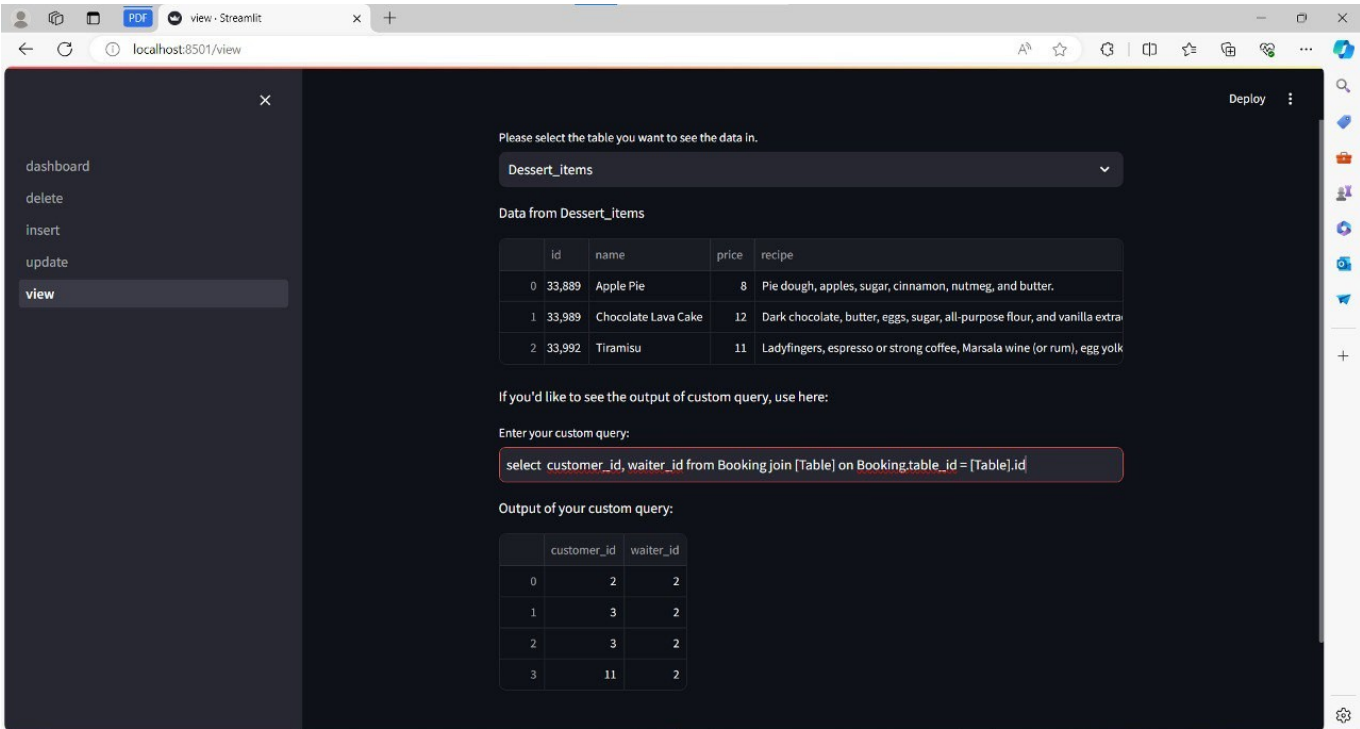 PDF view · Streamlit
localhost:8501/view
Deploy
dashboard
delete
insert
update
view
Please select the table you want to see the data in.
Dessert_items
Data from Dessert_items
id name price recipe
0 33,889 Apple Pie 8 Pie dough, apples, sugar, cinnamon, nutmeg, and butter.
1 33,989 Chocolate Lava Cake 12 Dark chocolate, butter, eggs, sugar, all-purpose flour, and vanilla extra
2 33,992 Tiramisu 11 Ladyfingers, espresso or strong coffee, Marsala wine (or rum), egg yolk
If you'd like to see the output of custom query, use here:
Enter your custom query:
select customer_id, waiter_id from Booking join [Table] on Booking.table_id = [Table].id
Output of your custom query:
customer_id waiter_id
0 2 2
1 3 2
2 3 2
3 11 2